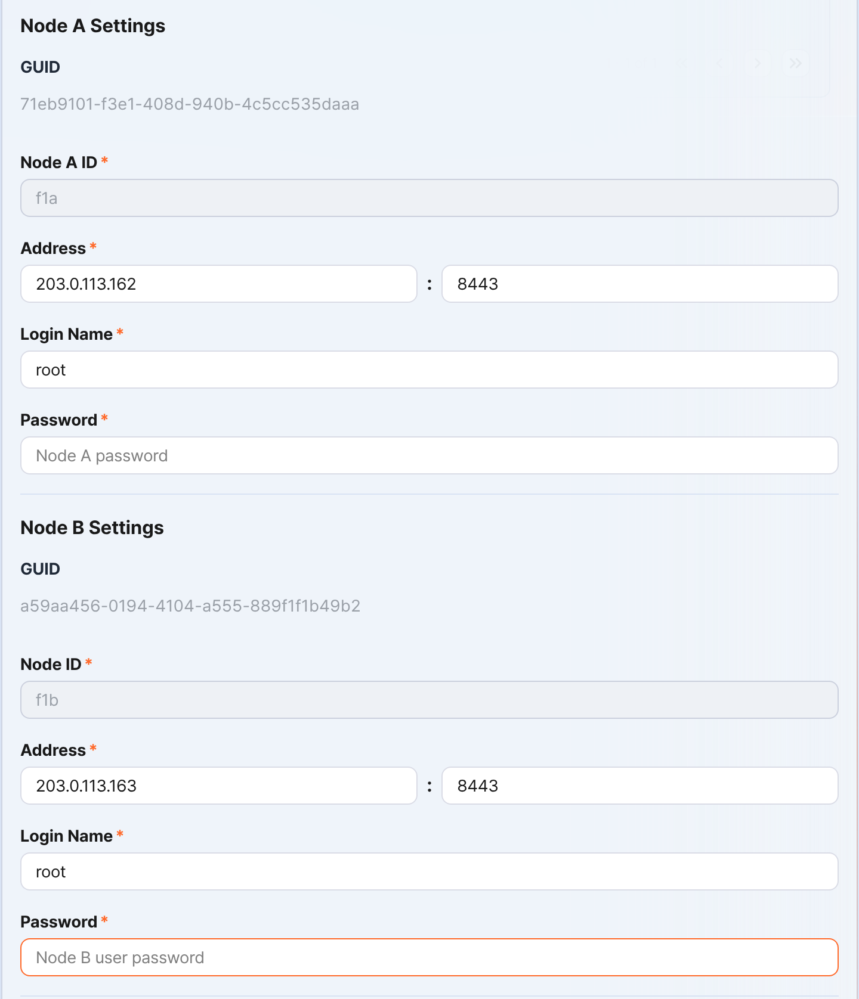 Node A Settings
GUID
71eb9101-f3e1-408d-940b-4c5cc535daaa
Node A ID *
f1a
Address *
203.0.113.162 : 8443
Login Name *
root
Password *
Node A password
Node B Settings
GUID
a59aa456-0194-4104-a555-889f1f1b49b2
Node ID *
f1b
Address *
203.0.113.163 : 8443
Login Name *
root
Password *
Node B user password